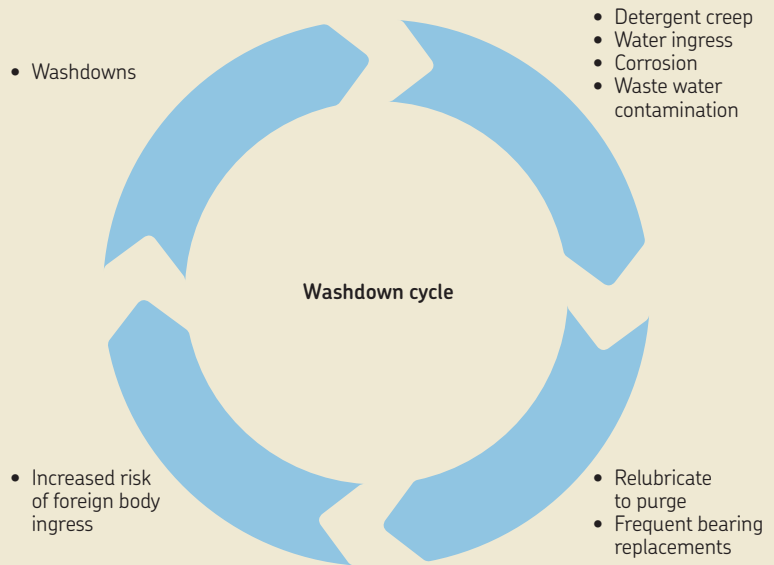 • Washdowns
• Detergent creep
• Water ingress
• Corrosion
• Waste water
contamination
Washdown cycle
• Increased risk
of foreign body
ingress
• Relubricate
to purge
• Frequent bearing
replacements